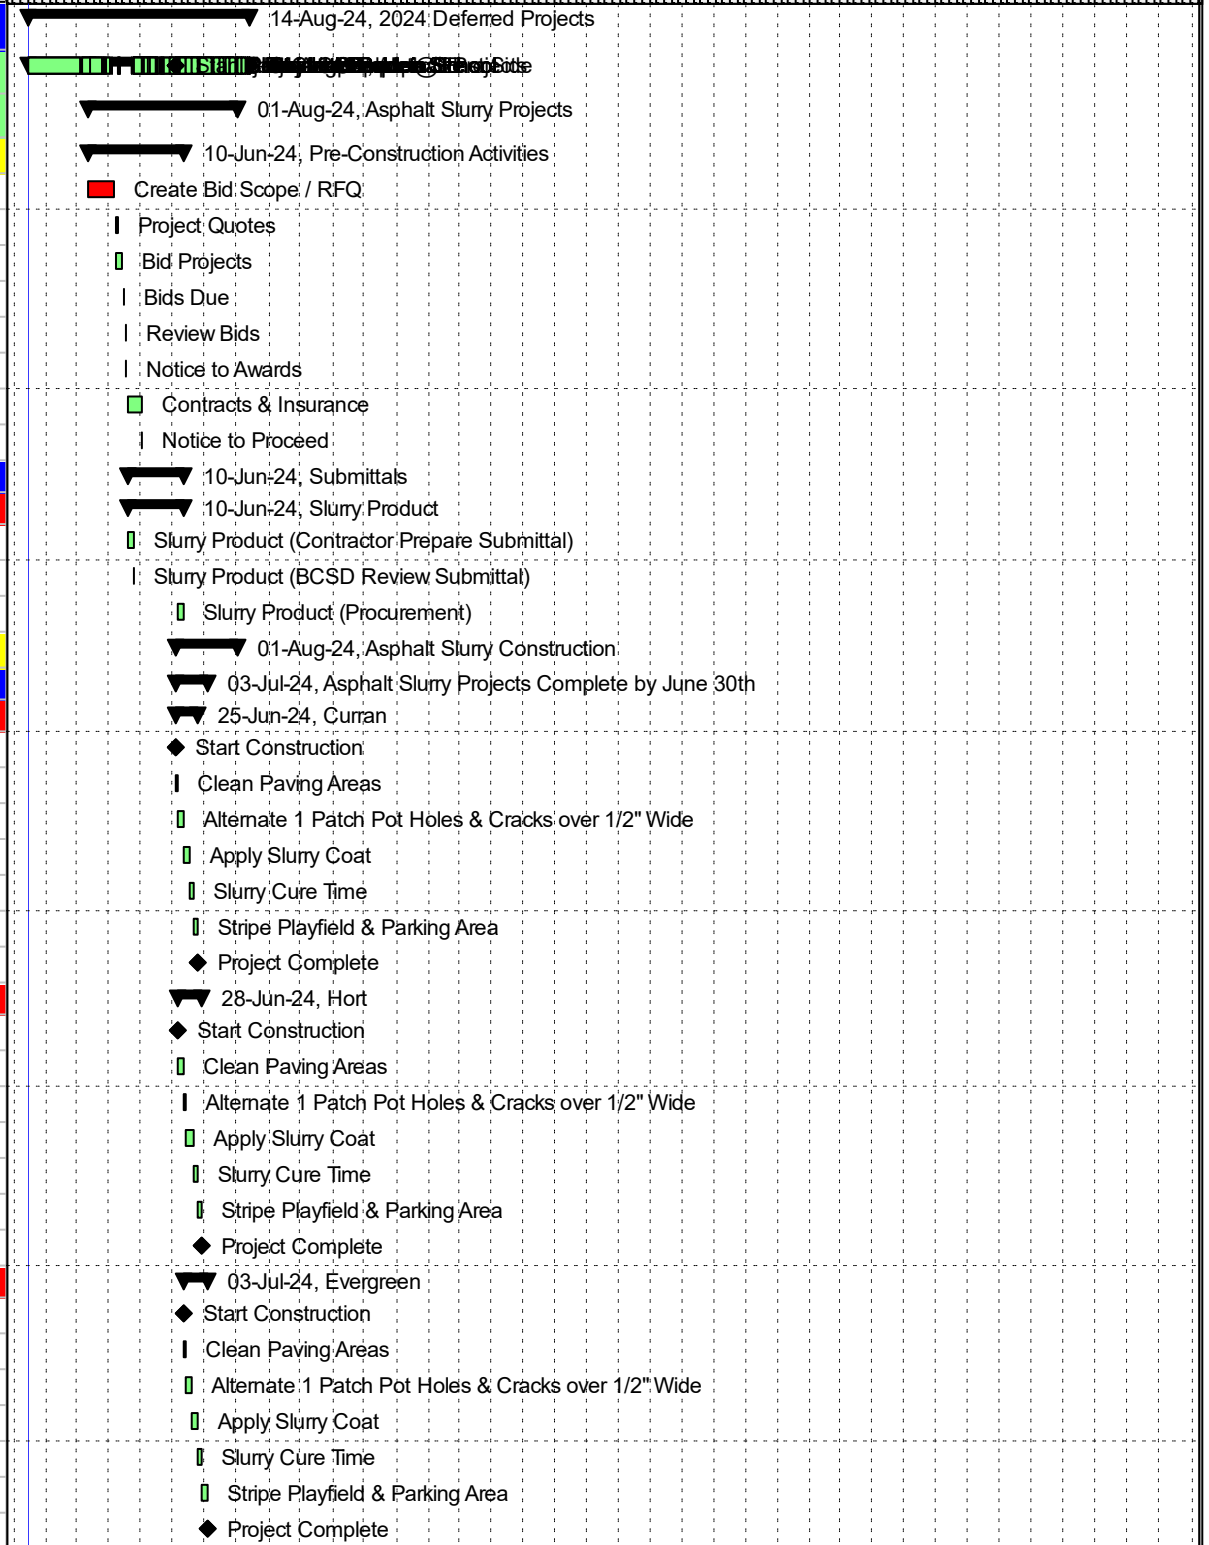 14-Aug-24, 2024 Deferred Projects
01-Aug-24, Asphalt Slurry Projects
10-Jun-24, Pre-Construction Activities
Create Bid Scope / RFQ
Project Quotes
Bid Projects
Bids Due
Review Bids
Notice to Awards
Contracts & Insurance
Notice to Proceed
10-Jun-24, Submittals
10-Jun-24, Slurry Product
Slurry Product (Contractor Prepare Submittal)
Slurry Product (BCSD Review Submittal)
Slurry Product (Procurement)
01-Aug-24, Asphalt Slurry Construction
03-Jul-24, Asphalt Slurry Projects Complete by June 30th
25-Jun-24, Curran
Start Construction
Clean Paving Areas
Alternate 1 Patch Pot Holes & Cracks over 1/2" Wide
Apply Slurry Coat
Slurry Cure Time
Stripe Playfield & Parking Area
Project Complete
28-Jun-24, Hort
Start Construction
Clean Paving Areas
Alternate 1 Patch Pot Holes & Cracks over 1/2" Wide
Apply Slurry Coat
Slurry Cure Time
Stripe Playfield & Parking Area
Project Complete
03-Jul-24, Evergreen
Start Construction
Clean Paving Areas
Alternate 1 Patch Pot Holes & Cracks over 1/2" Wide
Apply Slurry Coat
Slurry Cure Time
Stripe Playfield & Parking Area
Project Complete